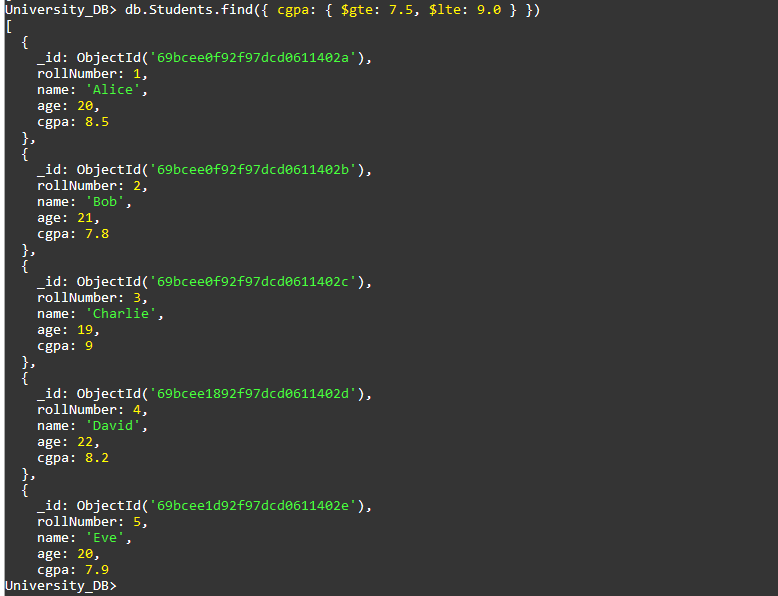 University_DB> db.Students.find({ cgpa: { $gte: 7.5, $lte: 9.0 } })
[
  {
    _id: ObjectId('69bcee0f92f97dcd0611402a'),
    rollNumber: 1,
    name: 'Alice',
    age: 20,
    cgpa: 8.5
  },
  {
    _id: ObjectId('69bcee0f92f97dcd0611402b'),
    rollNumber: 2,
    name: 'Bob',
    age: 21,
    cgpa: 7.8
  },
  {
    _id: ObjectId('69bcee0f92f97dcd0611402c'),
    rollNumber: 3,
    name: 'Charlie',
    age: 19,
    cgpa: 9
  },
  {
    _id: ObjectId('69bcee1892f97dcd0611402d'),
    rollNumber: 4,
    name: 'David',
    age: 22,
    cgpa: 8.2
  },
  {
    _id: ObjectId('69bcee1d92f97dcd0611402e'),
    rollNumber: 5,
    name: 'Eve',
    age: 20,
    cgpa: 7.9
University_DB>